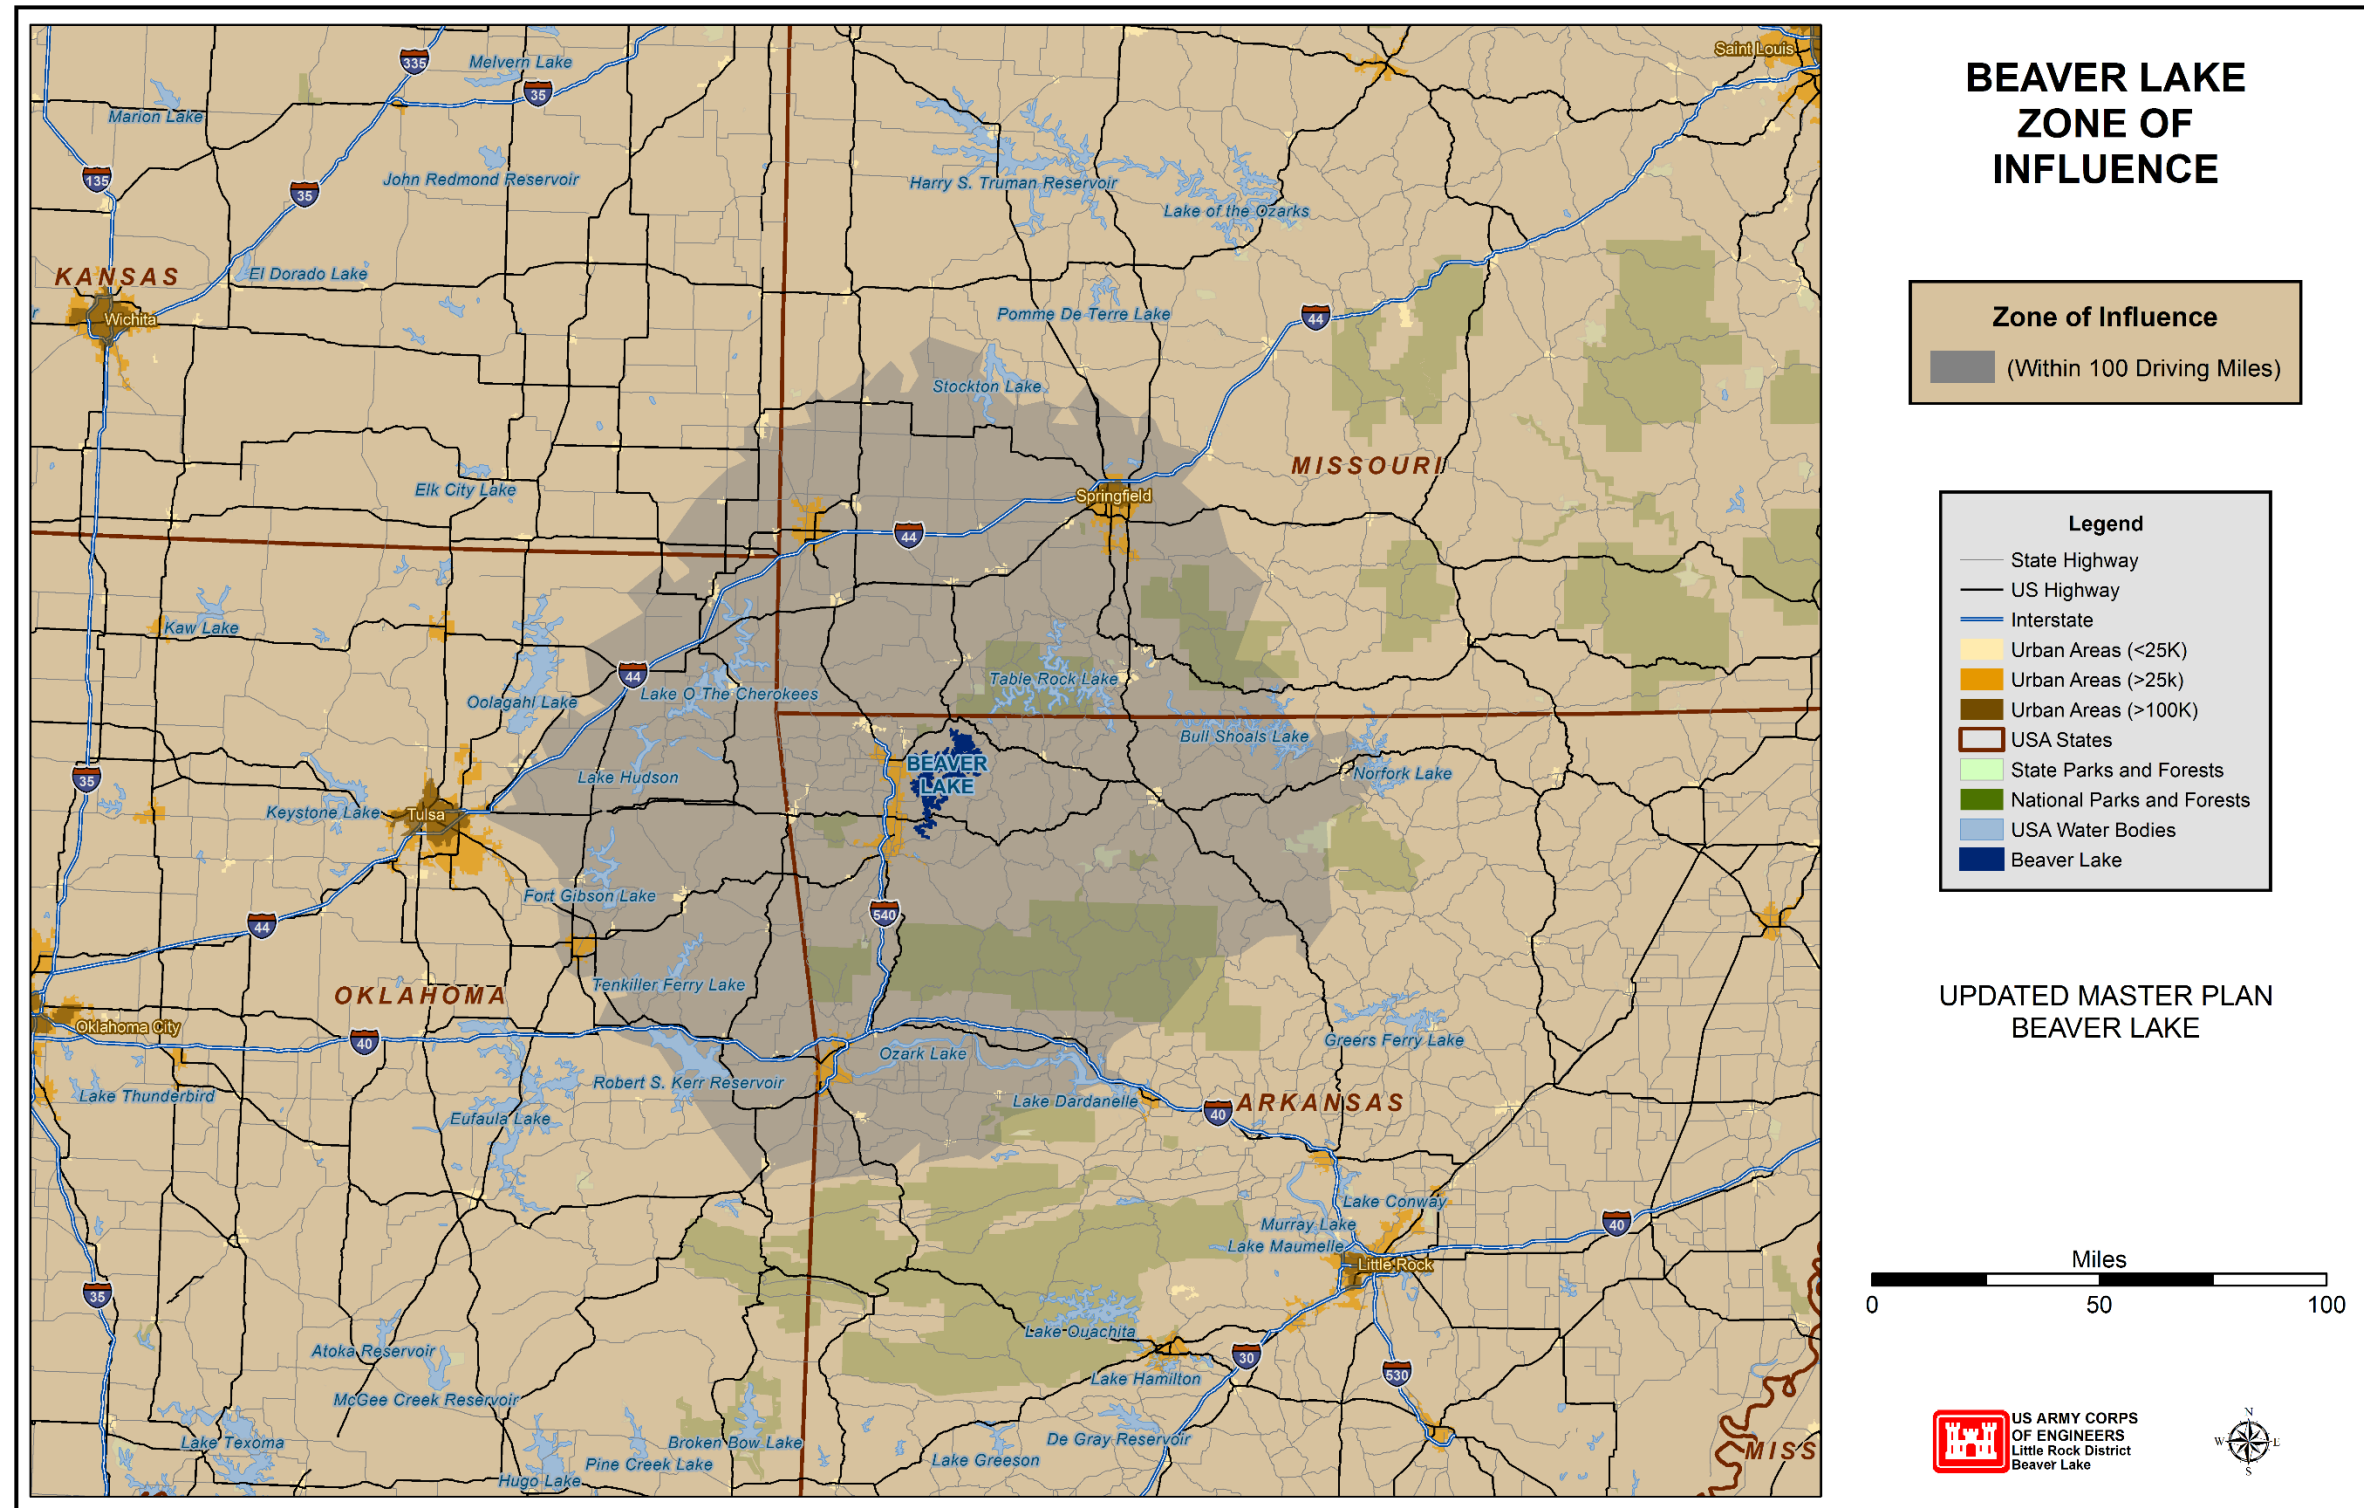 BEAVER LAKE
ZONE OF
INFLUENCE
Zone of Influence
(Within 100 Driving Miles)
Legend
State Highway
US Highway
Interstate
Urban Areas (<25K)
Urban Areas (>25k)
Urban Areas (>100K)
USA States
State Parks and Forests
National Parks and Forests
USA Water Bodies
Beaver Lake
UPDATED MASTER PLAN
BEAVER LAKE
Miles
0 50 100
US ARMY CORPS
OF ENGINEERS
Little Rock District
Beaver Lake
N
W E
S
Saint Louis
335
Melvern Lake
35
Marion Lake
135
John Redmond Reservoir
35
Harry S. Truman Reservoir
Lake of the Ozarks
KANSAS
El Dorado Lake
Wichita
r
Pomme De Terre Lake
44
Stockton Lake
MISSOURI
Elk City Lake
Springfield
44
Kaw Lake
44
Lake O The Cherokees
Oolagahl Lake
Table Rock Lake
Bull Shoals Lake
BEAVER
LAKE
35
Lake Hudson
Norfork Lake
Keystone Lake
Tulsa
Fort Gibson Lake
540
44
Tenkiller Ferry Lake
OKLAHOMA
Oklahoma City
40
Ozark Lake
Greers Ferry Lake
Robert S. Kerr Reservoir
Lake Thunderbird
Lake Dardanelle
40
ARKANSAS
Eufaula Lake
Lake Conway
Murray Lake
40
Lake Maumelle
Little Rock
35
Lake Ouachita
Atoka Reservoir
30
530
Lake Hamilton
McGee Creek Reservoir
Lake Texoma
Broken Bow Lake
De Gray Reservoir
Pine Creek Lake
Lake Greeson
Hugo Lake
MISS